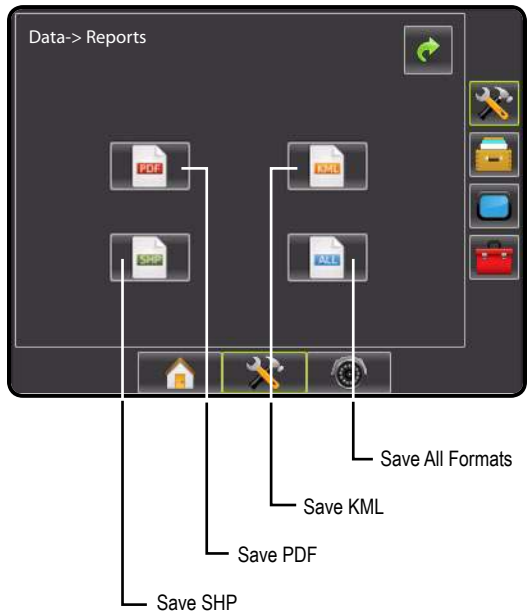 Data-> Reports
PDF
KML
SHP
ALL
Save All Formats
Save KML
Save PDF
Save SHP